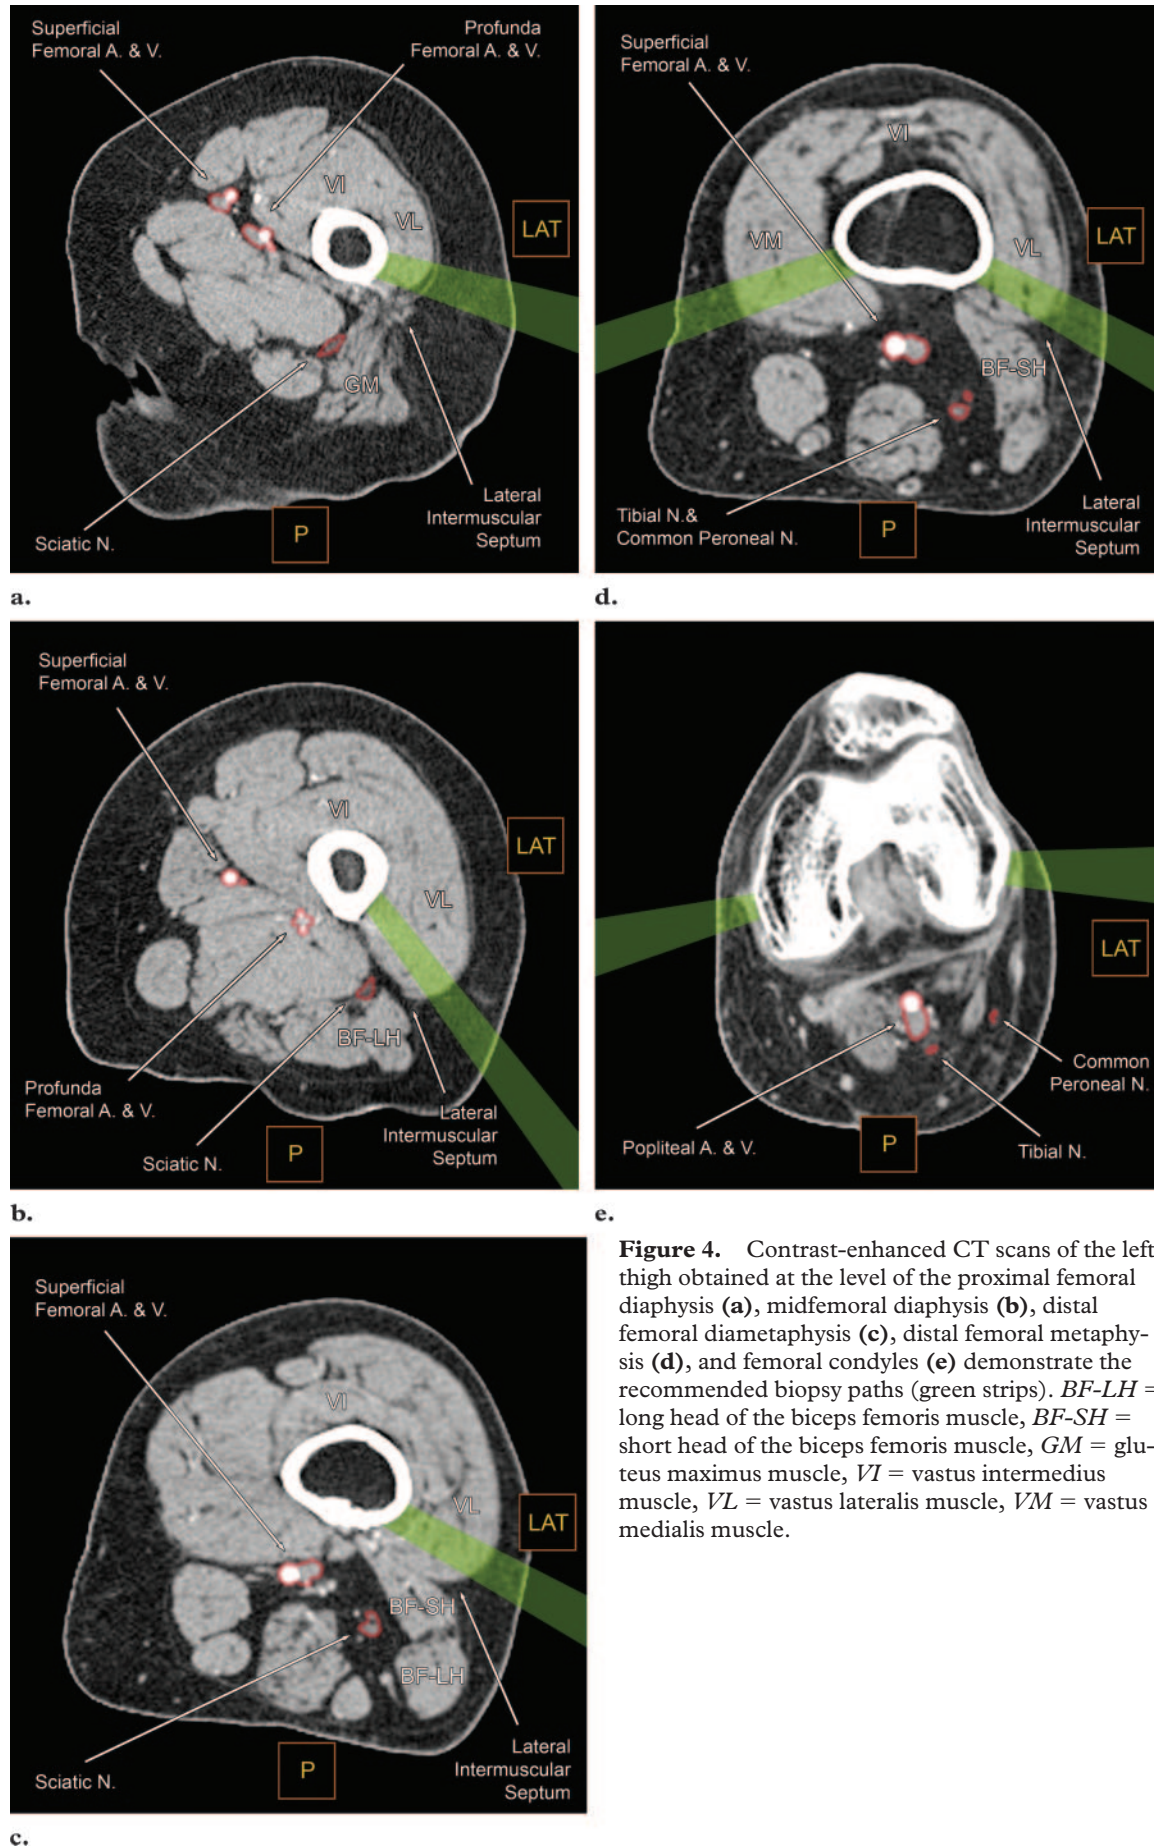 Superficial
Femoral A. & V.
Profunda
Femoral A. & V.
VI
VL
LAT
GM
Lateral
Intermuscular
Septum
Sciatic N.
P
a.
Superficial
Femoral A. & V.
VI
VM
VL
LAT
BF-SH
Tibial N.&
Common Peroneal N.
P
Lateral
Intermuscular
Septum
d.
Superficial
Femoral A. & V.
VI
LAT
VL
BF-LH
Profunda
Femoral A. & V.
Lateral
Intermuscular
Septum
Sciatic N.
P
b.
LAT
Common
Peroneal N.
Popliteal A. & V.
P
Tibial N.
e.
Superficial
Femoral A. & V.
VI
VL
LAT
BF-SH
BF-LH
Lateral
Intermuscular
Septum
Sciatic N.
P
c.
Figure 4. Contrast-enhanced CT scans of the left
thigh obtained at the level of the proximal femoral
diaphysis (a), midfemoral diaphysis (b), distal
femoral diametaphysis (c), distal femoral metaphy-
sis (d), and femoral condyles (e) demonstrate the
recommended biopsy paths (green strips). BF-LH =
long head of the biceps femoris muscle, BF-SH =
short head of the biceps femoris muscle, GM = glu-
teus maximus muscle, VI = vastus intermedius
muscle, VL = vastus lateralis muscle, VM = vastus
medialis muscle.